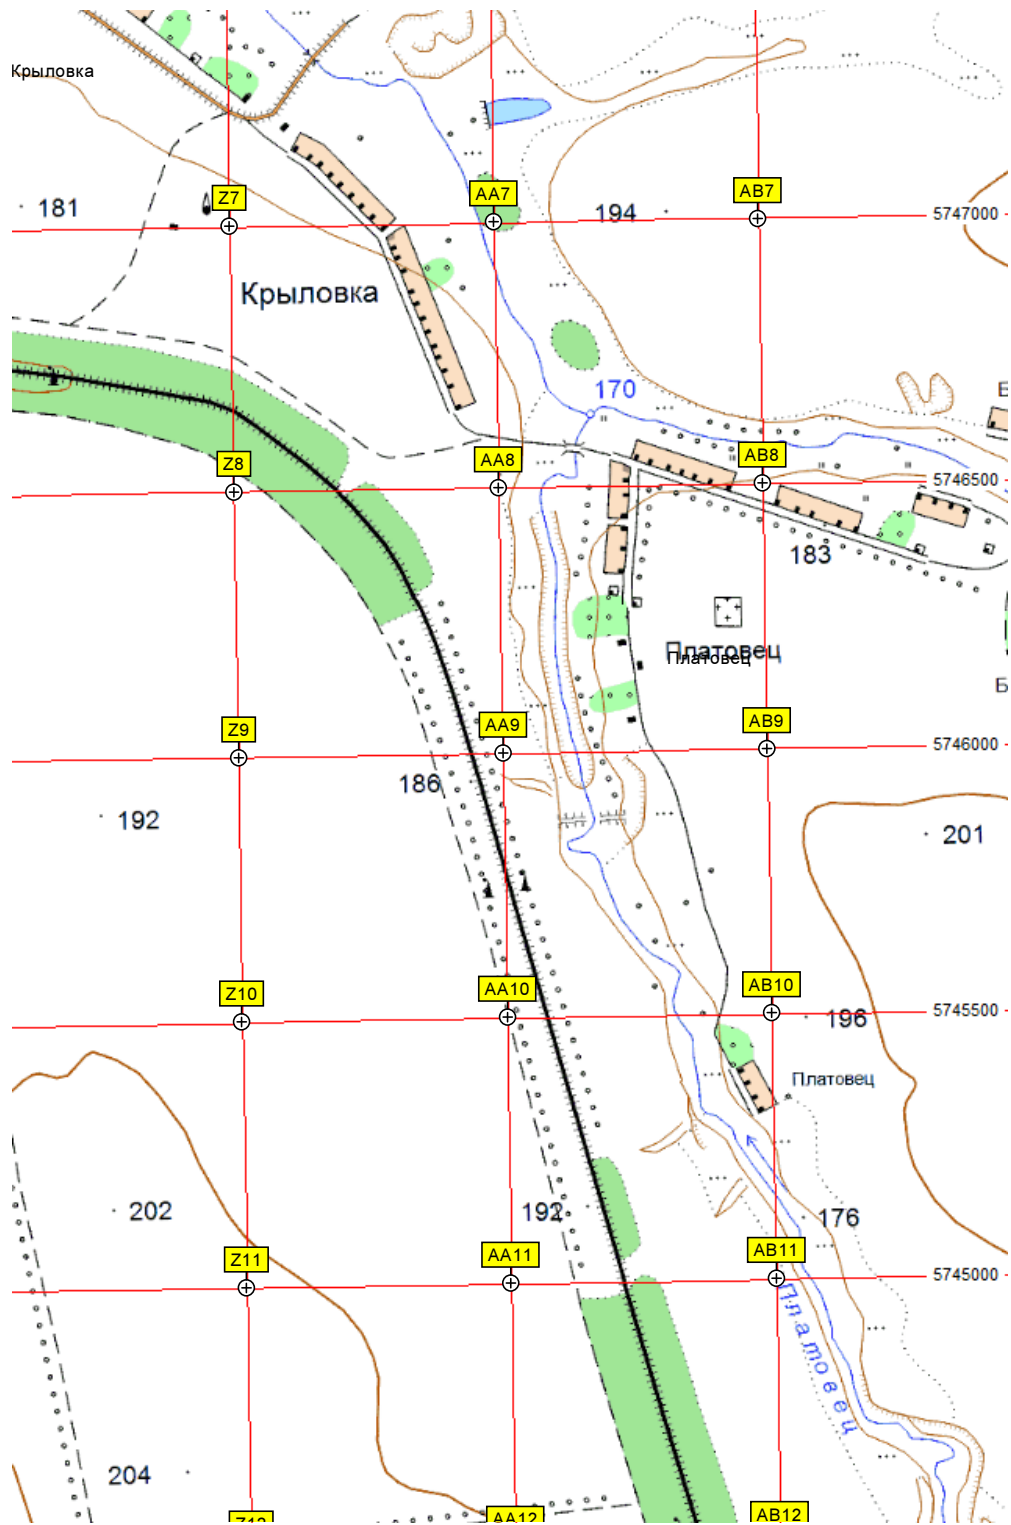 Крыловка
181
Z7
AA7
194
AB7
5747000
Крыловка
170
Z8
AA8
AB8
5746500
183
Платовец
Платовец
Б
Z9
AA9
AB9
5746000
186
192
201
Z10
AA10
AB10
5745500
196
Платовец
202
192
176
Z11
AA11
AB11
5745000
Платовец
204
Z12
AA12
AB12